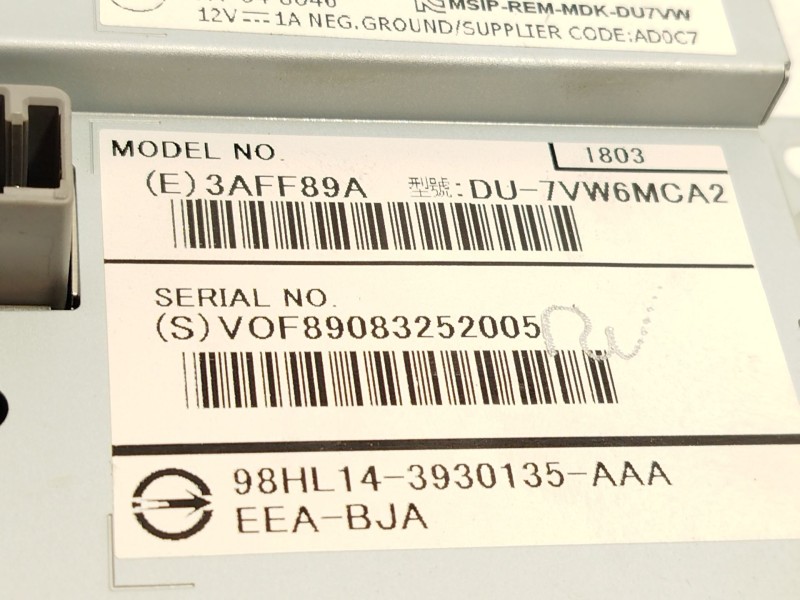 MSIP-REM-MDK-DU7VW
12V⎓1A NEG.GROUND/SUPPLIER CODE:AD0C7
MODEL NO.
1803
(E)3AFF89A 型號:DU-7VW6MCA2
SERIAL NO.
(S)VOF89083252005
98HL14-3930135-AAA
EEA-BJA